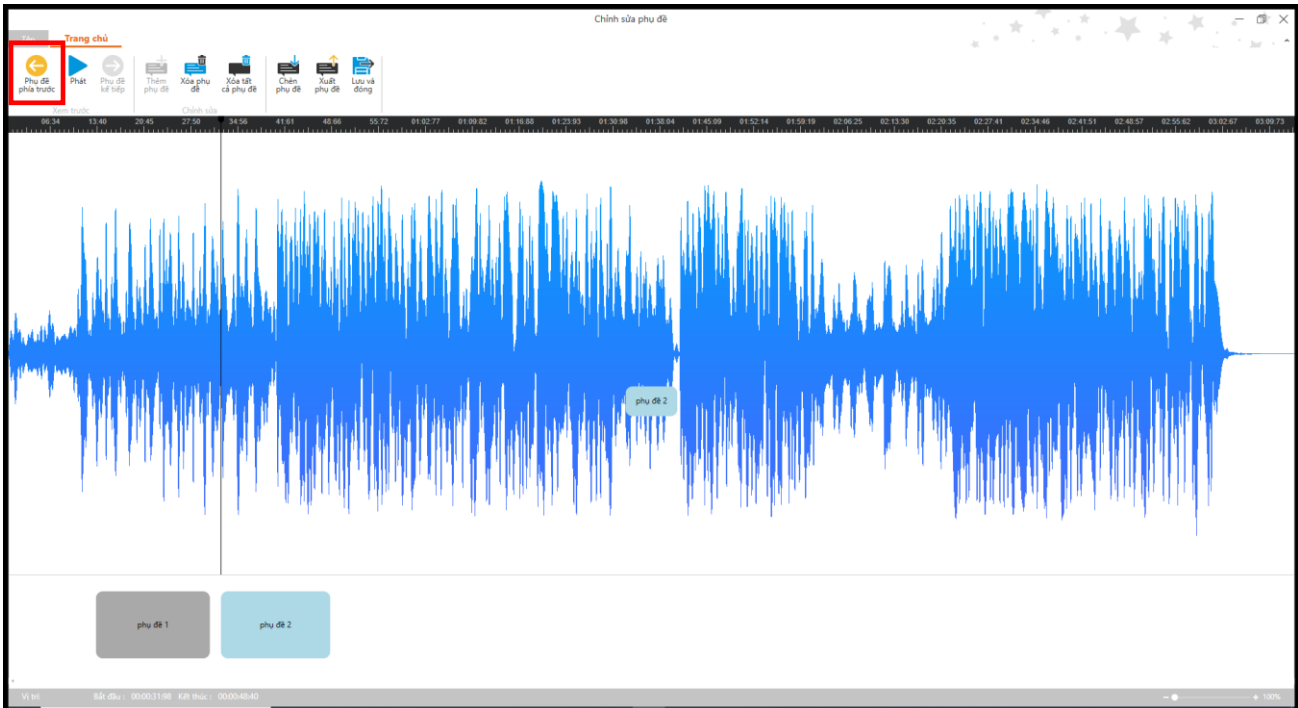 Chỉnh sửa phụ đề
Trang chủ
Phụ đề
phía trước
Phát
Phụ đề
kế tiếp
Thêm
phụ đề
Xóa phụ
đề
Xóa tất
cả phụ đề
Chèn
phụ đề
Xuất
phụ đề
Lưu và
đóng
Xem trước
Chỉnh sửa
06:34 13:40 20:45 27:50 34:56 41:61 48:66 55:72 01:02:77 01:09:82 01:16:88 01:23:93 01:30:98 01:38:04 01:45:09 01:52:14 01:59:19 02:06:25 02:13:30 02:20:35 02:27:41 02:34:46 02:41:51 02:48:57 02:55:62 03:02:67 03:09:73
phụ đề 2
phụ đề 1
phụ đề 2
Vị trí: Bắt đầu : 00:00:31:98 Kết thúc : 00:00:48:40 100%